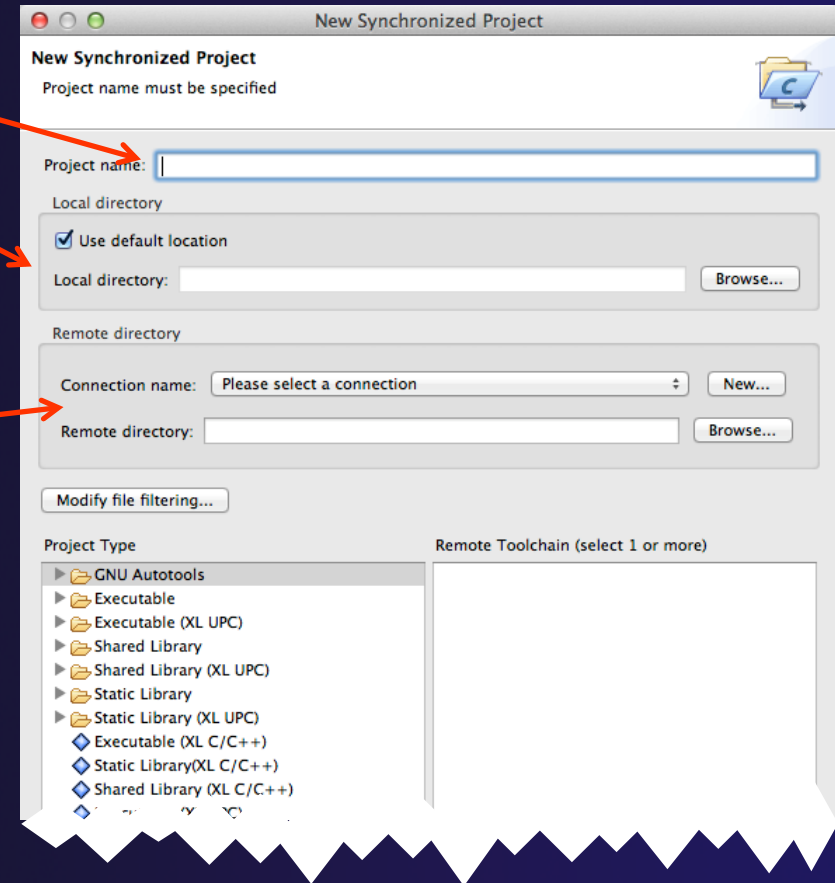 New Synchronized Project
New Synchronized Project
Project name must be specified
Project name:
Local directory
Use default location
Local directory:
Browse...
Remote directory
Connection name:
Please select a connection
New...
Remote directory:
Browse...
Modify file filtering...
Project Type
Remote Toolchain (select 1 or more)
GNU Autotools
Executable
Executable (XL UPC)
Shared Library
Shared Library (XL UPC)
Static Library
Static Library (XL UPC)
Executable (XL C/C++)
Static Library(XL C/C++)
Shared Library (XL C/C++)